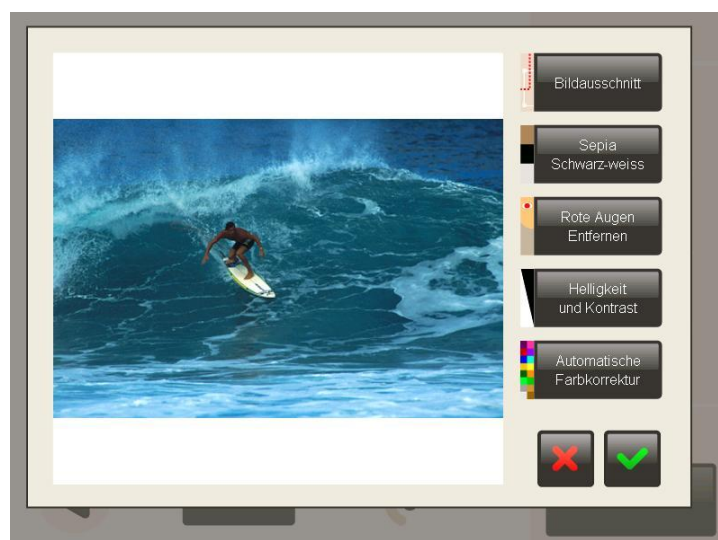 Bildausschnitt
Sepia
Schwarz-weiss
Rote Augen
Entfernen
Helligkeit
und Kontrast
Automatische
Farbkorrektur